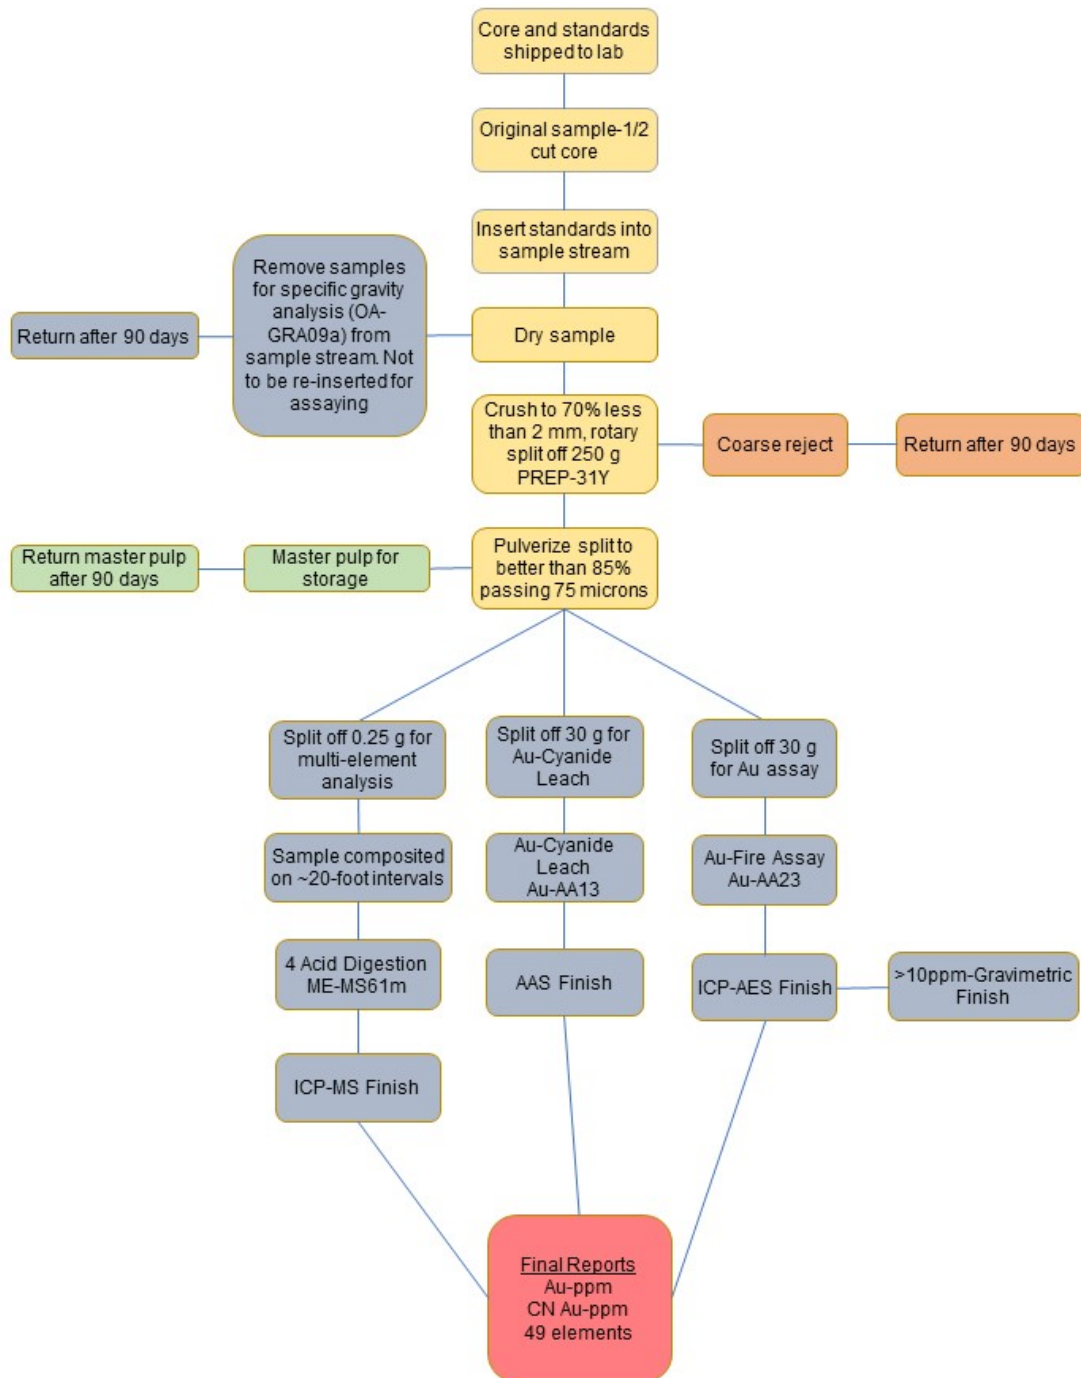 Core and standards
shipped to lab
Original sample-1/2
cut core
Insert standards into
sample stream
Remove samples
for specific gravity
analysis (OA-
GRA09a) from
sample stream. Not
to be re-inserted for
assaying
Return after 90 days
Dry sample
Crush to 70% less
than 2 mm, rotary
split off 250 g
PREP-31Y
Coarse reject
Return after 90 days
Return master pulp
after 90 days
Master pulp for
storage
Pulverize split to
better than 85%
passing 75 microns
Split off 0.25 g for
multi-element
analysis
Split off 30 g for
Au-Cyanide
Leach
Split off 30 g
for Au assay
Sample composited
on ~20-foot intervals
Au-Cyanide
Leach
Au-AA13
Au-Fire Assay
Au-AA23
4 Acid Digestion
ME-MS61m
AAS Finish
ICP-AES Finish
>10ppm-Gravimetric
Finish
ICP-MS Finish
Final Reports
Au-ppm
CN Au-ppm
49 elements